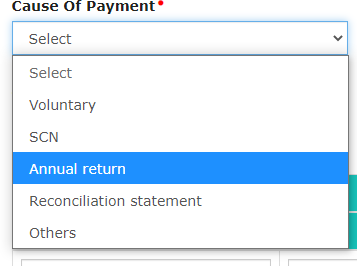 Cause Of Payment•
Select
Select
Voluntary
SCN
Annual return
Reconciliation statement
Others